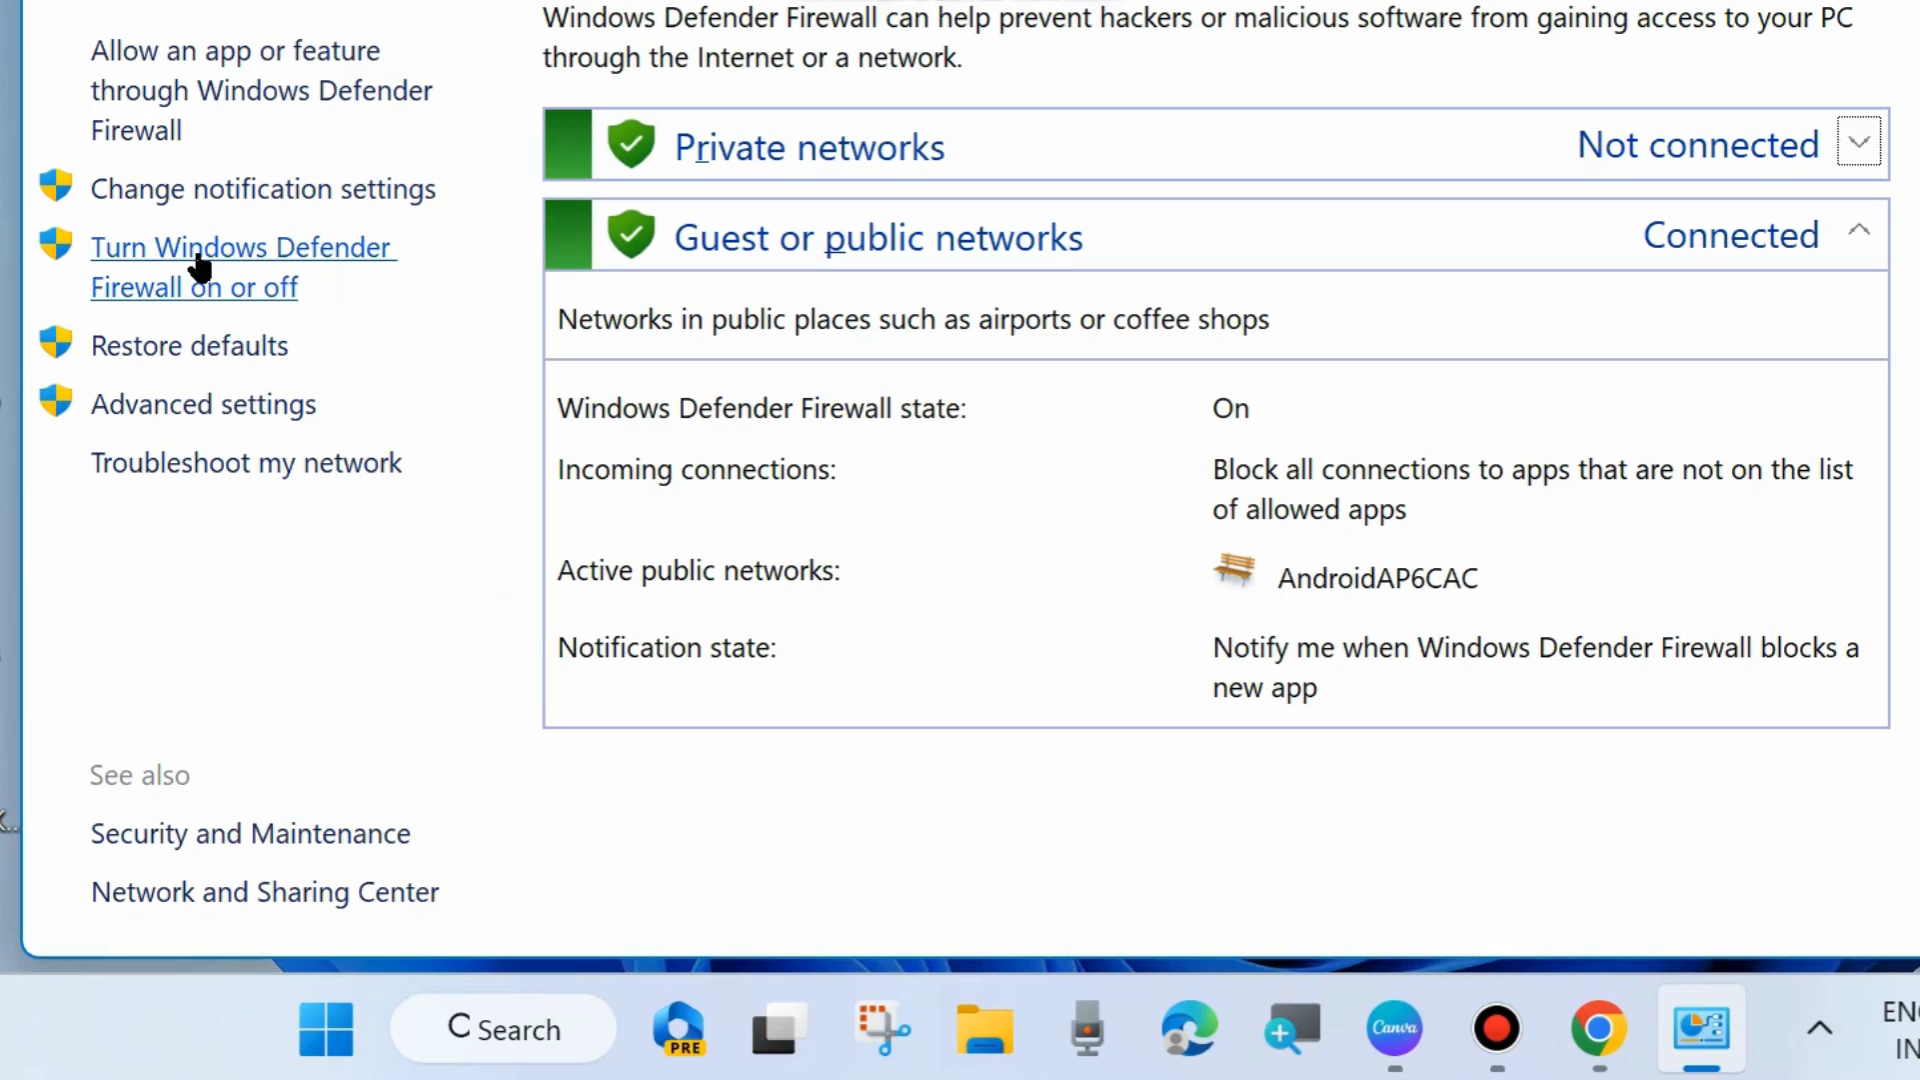 Windows Defender Firewall can help prevent hackers or malicious software from gaining access to your PC
through the Internet or a network.
Allow an app or feature
through Windows Defender
Firewall
Change notification settings
Turn Windows Defender
Firewall on or off
Restore defaults
Advanced settings
Troubleshoot my network
Private networks
Not connected
Guest or public networks
Connected
Networks in public places such as airports or coffee shops
Windows Defender Firewall state:
On
Incoming connections:
Block all connections to apps that are not on the list
of allowed apps
Active public networks:
AndroidAP6CAC
Notification state:
Notify me when Windows Defender Firewall blocks a
new app
See also
Security and Maintenance
Network and Sharing Center
Search
PRE
Canva
ENG
IN